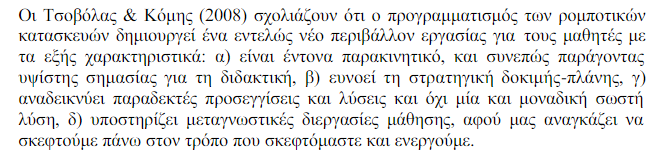 Οι Τσοβόλας & Κόμης (2008) σχολιάζουν ότι ο προγραμματισμός των ρομποτικών
κατασκευών δημιουργεί ένα εντελώς νέο περιβάλλον εργασίας για τους μαθητές με
τα εξής χαρακτηριστικά: α) είναι έντονα παρακινητικό, και συνεπώς παράγοντας
υψίστης σημασίας για τη διδακτική, β) ευνοεί τη στρατηγική δοκιμής-πλάνης, γ)
αναδεικνύει παραδεκτές προσεγγίσεις και λύσεις και όχι μία και μοναδική σωστή
λύση, δ) υποστηρίζει μεταγνωστικές διεργασίες μάθησης, αφού μας αναγκάζει να
σκεφτούμε πάνω στον τρόπο που σκεφτόμαστε και ενεργούμε.